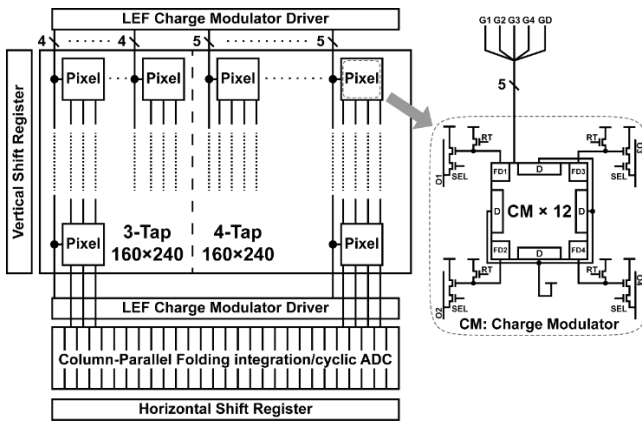 LEF Charge Modulator Driver
4 4 5 5
G1 G2 G3 G4 GD
5
Vertical Shift Register
Pixel Pixel Pixel Pixel
RT SEL O1
RT SEL O3
FD1 D FD3
D CM × 12 D
FD2 D FD4
RT SEL O2
RT SEL O4
CM: Charge Modulator
Pixel 3-Tap 4-Tap Pixel
160×240 160×240
LEF Charge Modulator Driver
Column-Parallel Folding integration/cyclic ADC
Horizontal Shift Register